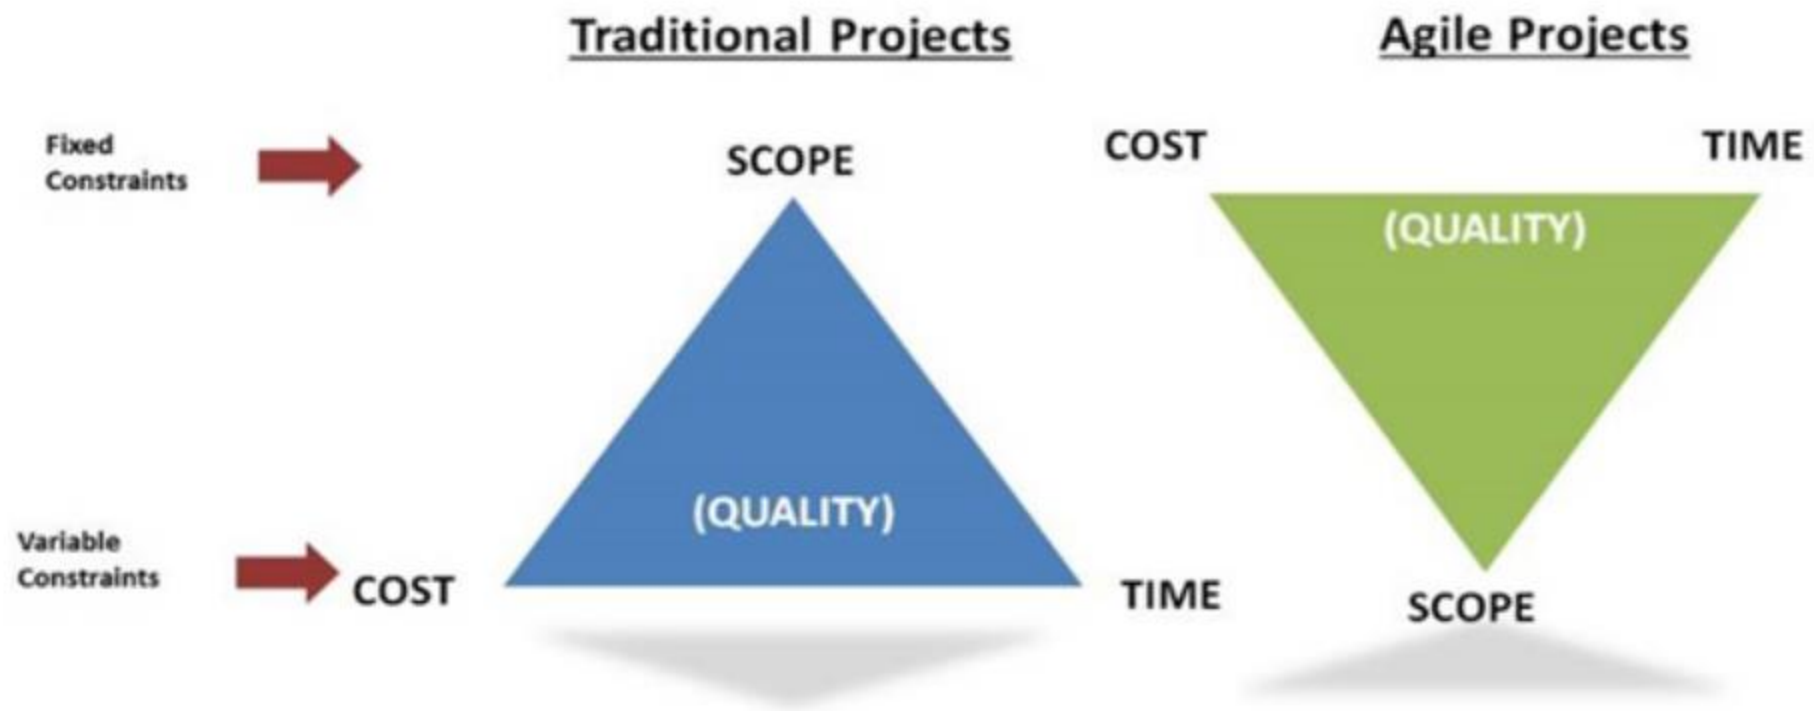 Traditional Projects
Agile Projects
Fixed
Constraints
SCOPE
COST
TIME
(QUALITY)
(QUALITY)
Variable
Constraints
COST
TIME
SCOPE